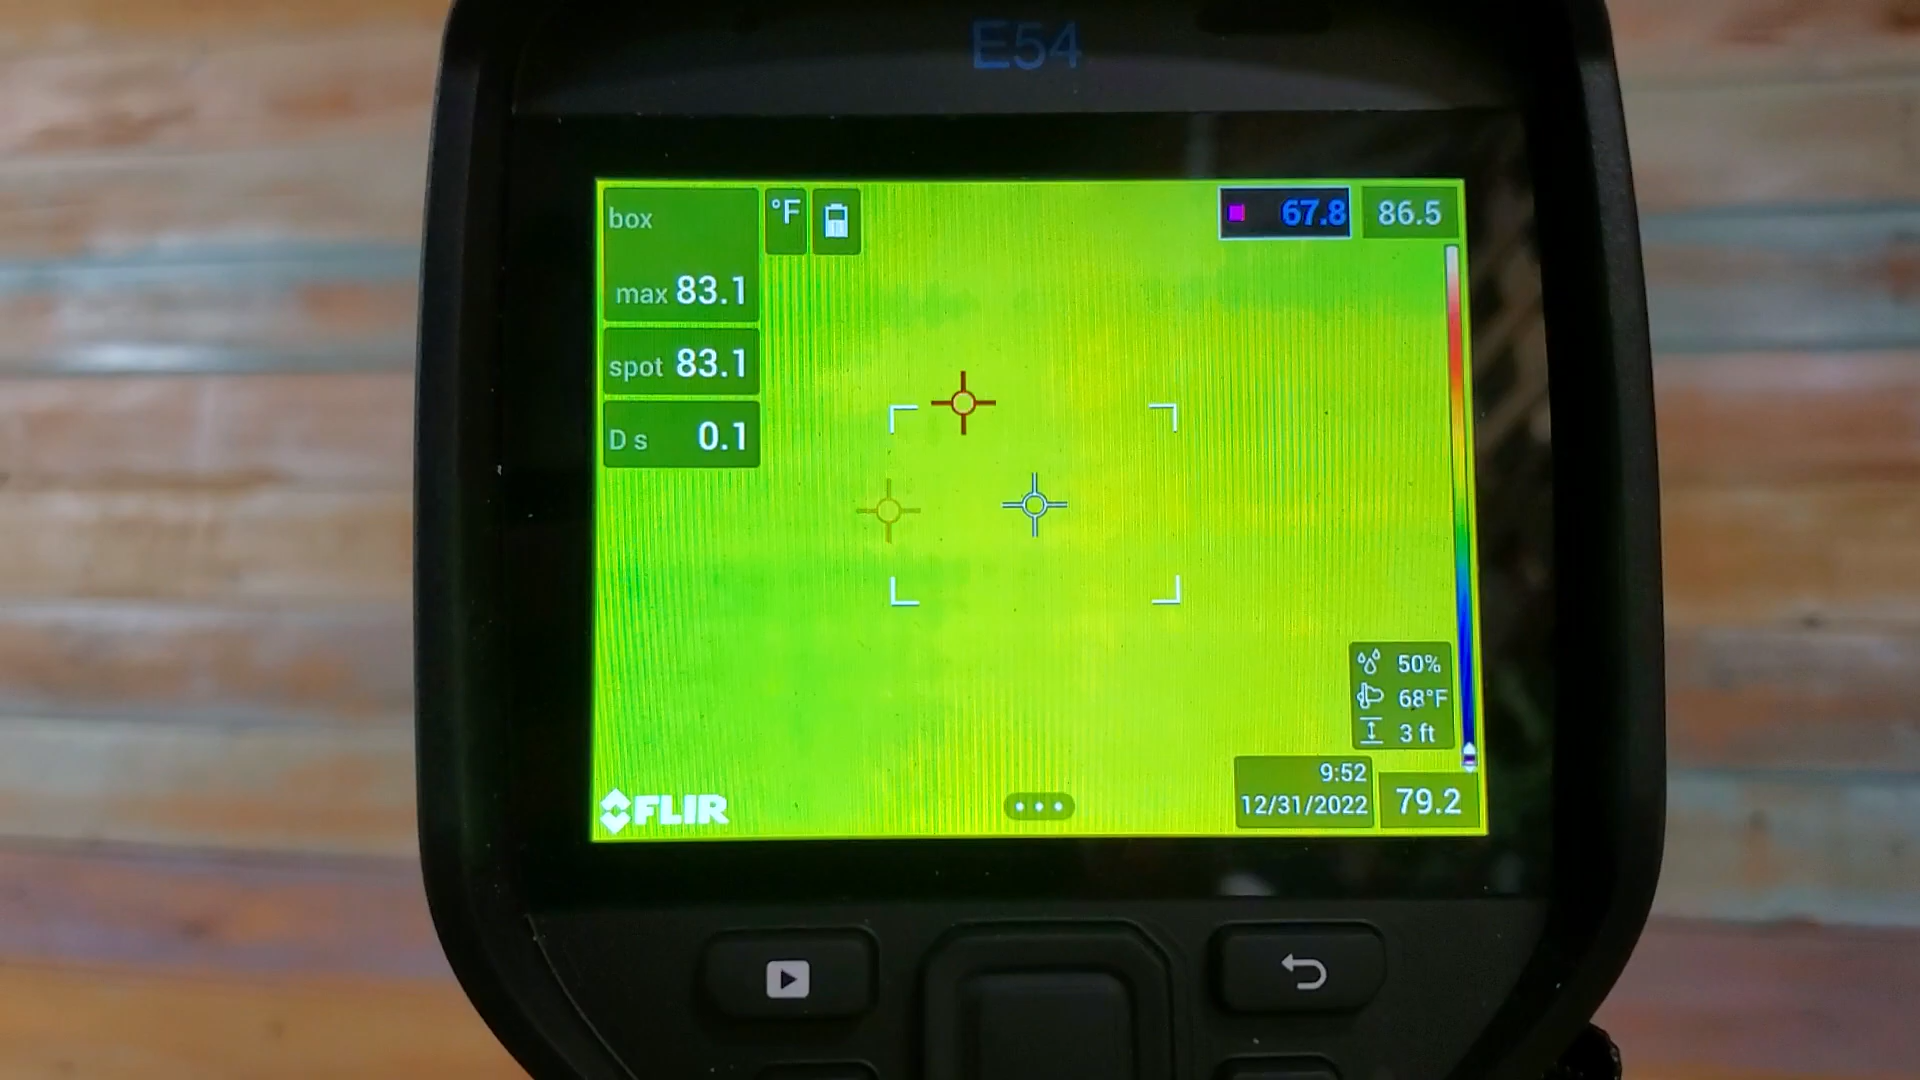 E54
box
°F
67.8
86.5
max 83.1
spot 83.1
D s 0.1
50%
68°F
3 ft
9:52
12/31/2022
79.2
FLIR